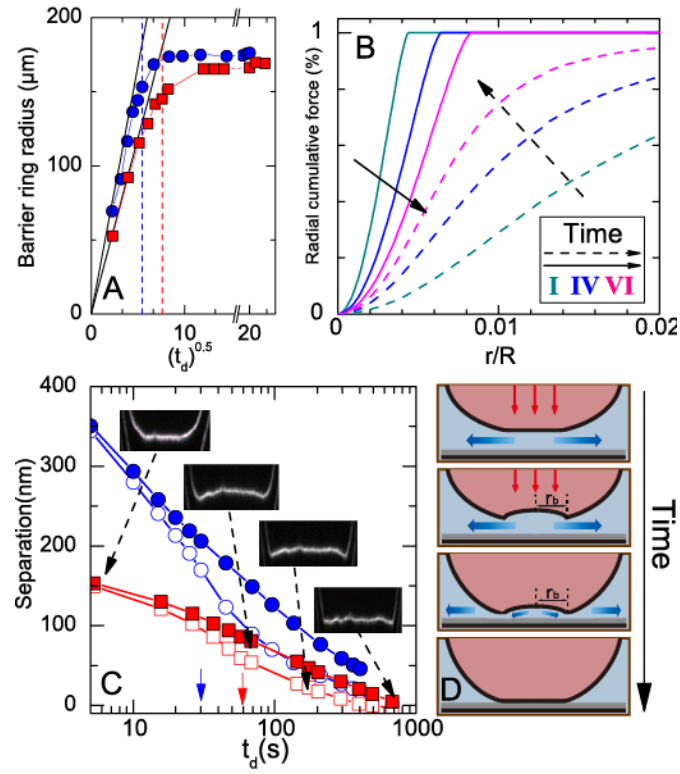 Barrier ring radius (µm)
200
100
0
A
0
10
20
(t_d)^0.5
Radial cumulative force (%)
1
0
B
Time
I IV VI
0
0.01
0.02
r/R
Separation(nm)
400
300
200
100
0
C
10
100
1000
t_d(s)
r_b
r_b
D
Time